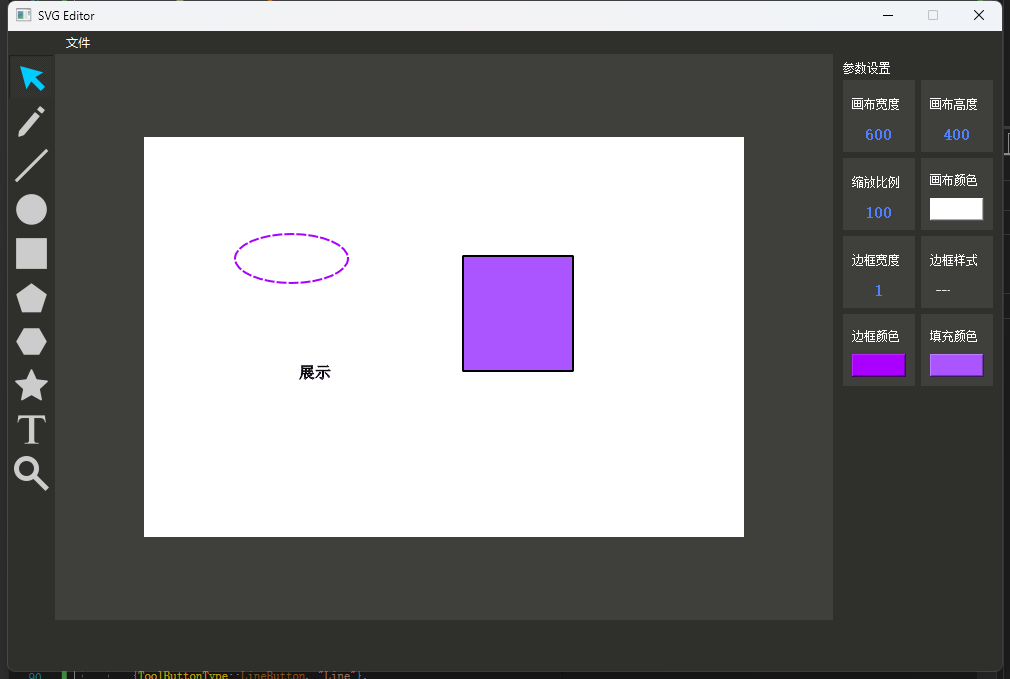 SVG Editor
文件
T
参数设置
画布宽度 画布高度
600 400
缩放比例 画布颜色
100
边框宽度 边框样式
1
边框颜色 填充颜色
展示
90 {ToolButtonType::LineButton, "Line"},